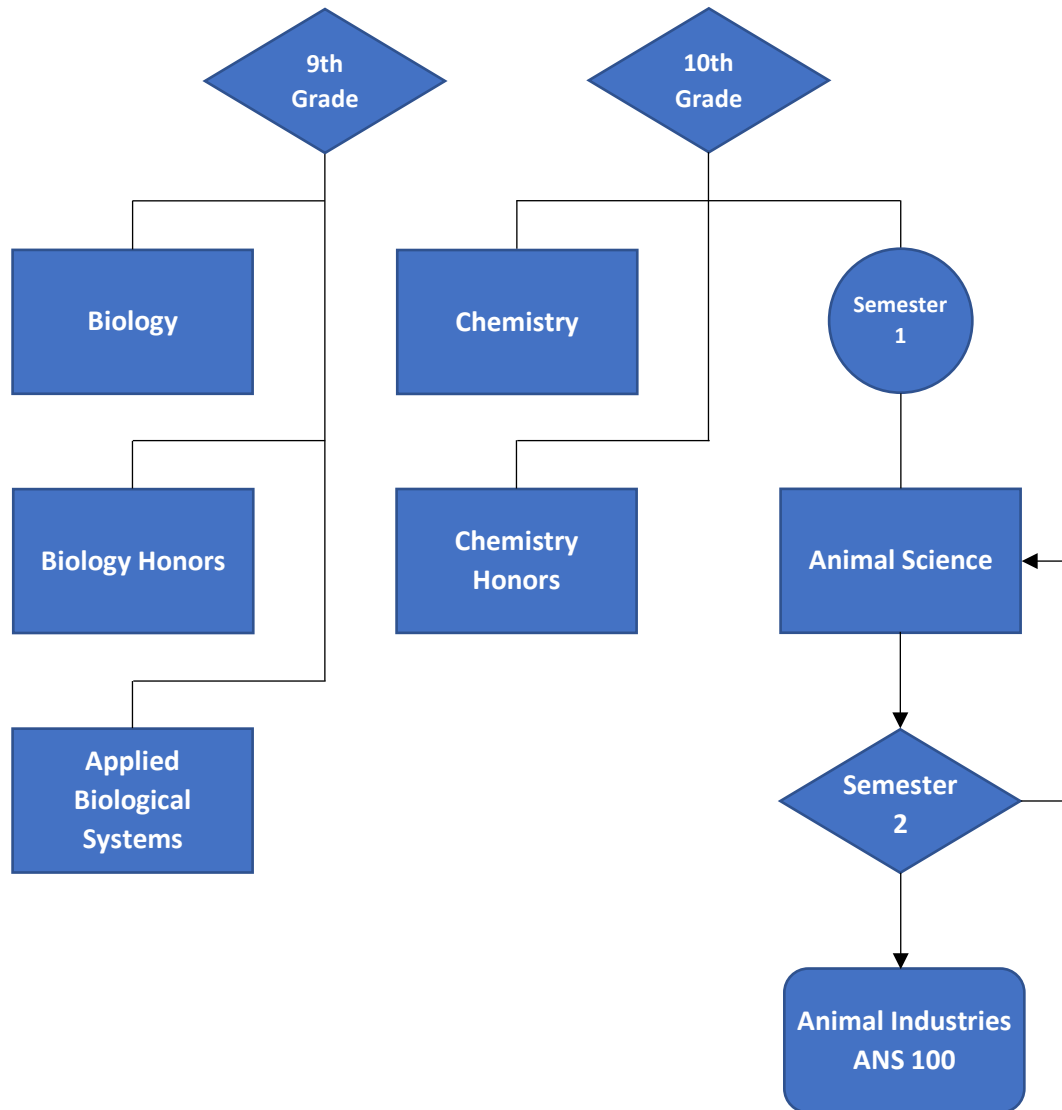 9th
Grade
10th
Grade
Biology
Chemistry
Semester
1
Biology Honors
Chemistry
Honors
Animal Science
Applied
Biological
Systems
Semester
2
Animal Industries
ANS 100